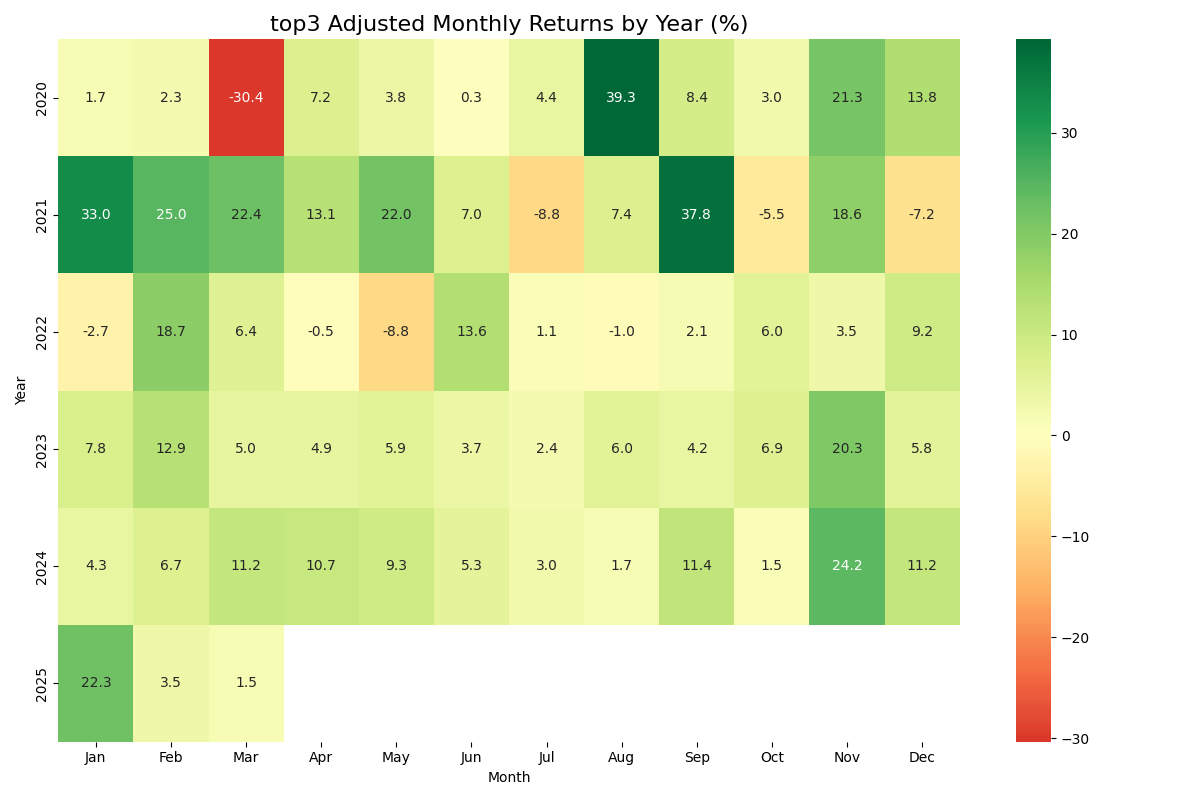 top3 Adjusted Monthly Returns by Year (%)
2020 1.7 2.3 -30.4 7.2 3.8 0.3 4.4 39.3 8.4 3.0 21.3 13.8
2021 33.0 25.0 22.4 13.1 22.0 7.0 -8.8 7.4 37.8 -5.5 18.6 -7.2
2022 -2.7 18.7 6.4 -0.5 -8.8 13.6 1.1 -1.0 2.1 6.0 3.5 9.2
2023 7.8 12.9 5.0 4.9 5.9 3.7 2.4 6.0 4.2 6.9 20.3 5.8
2024 4.3 6.7 11.2 10.7 9.3 5.3 3.0 1.7 11.4 1.5 24.2 11.2
2025 22.3 3.5 1.5
Jan Feb Mar Apr May Jun Jul Aug Sep Oct Nov Dec
Month
Year
30
20
10
0
−10
−20
−30